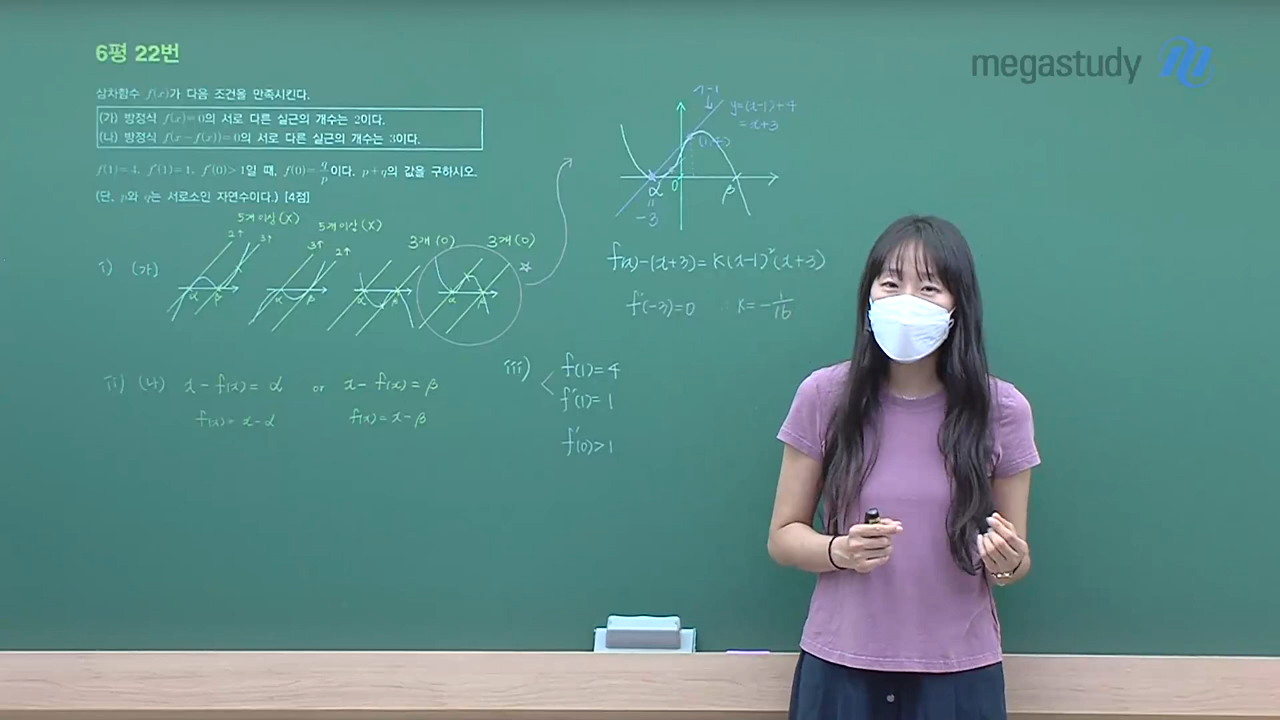 6평 22번
megastudy
삼차함수 f(x)가 다음 조건을 만족시킨다.
(가) 방정식 f(x)=0의 서로 다른 실근의 개수는 2이다.
(나) 방정식 f(x-f(x))=0의 서로 다른 실근의 개수는 3이다.
f(1)=4, f'(1)=1, f'(0)>1일 때, f(0)=q/p이다. p+q의 값을 구하시오.
(단, p와 q는 서로소인 자연수이다.) [4점]
y=(x-1)+4
=x+3
α
"
-3
0
β
5개 이상(X) 5개 이상(X) 3개(O) 3개(O)
2↑ 3↑ 3↑ 2↑
i) (가)
α β α β α β α β
f(x)-(x+3)=k(x-1)²(x+3)
f'(-3)=0 ∴ k=-1/16
ii) (나) x-f(x)=α or x-f(x)=β
f(x)=x-α f(x)=x-β
iii) f(1)=4
f'(1)=1
f'(0)>1